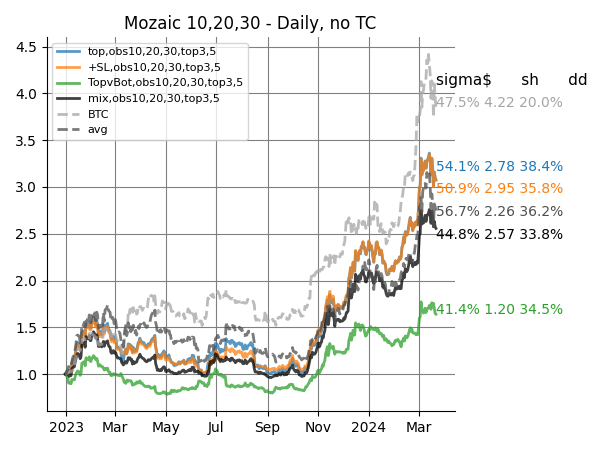 Mozaic 10,20,30 - Daily, no TC
top,obs10,20,30,top3,5
+SL,obs10,20,30,top3,5
TopvBot,obs10,20,30,top3,5
mix,obs10,20,30,top3,5
BTC
avg
sigma$ sh dd
47.5% 4.22 20.0%
54.1% 2.78 38.4%
50.9% 2.95 35.8%
56.7% 2.26 36.2%
44.8% 2.57 33.8%
41.4% 1.20 34.5%
4.5
4.0
3.5
3.0
2.5
2.0
1.5
1.0
2023 Mar May Jul Sep Nov 2024 Mar